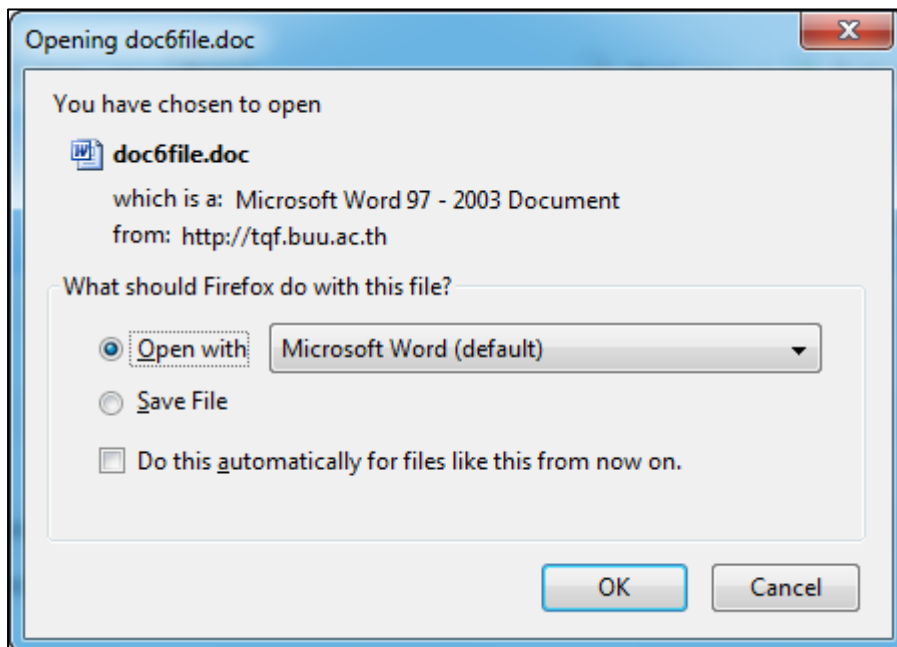 Opening doc6file.doc
You have chosen to open
doc6file.doc
which is a: Microsoft Word 97 - 2003 Document
from: http://tqf.buu.ac.th
What should Firefox do with this file?
Open with Microsoft Word (default)
Save File
Do this automatically for files like this from now on.
OK Cancel